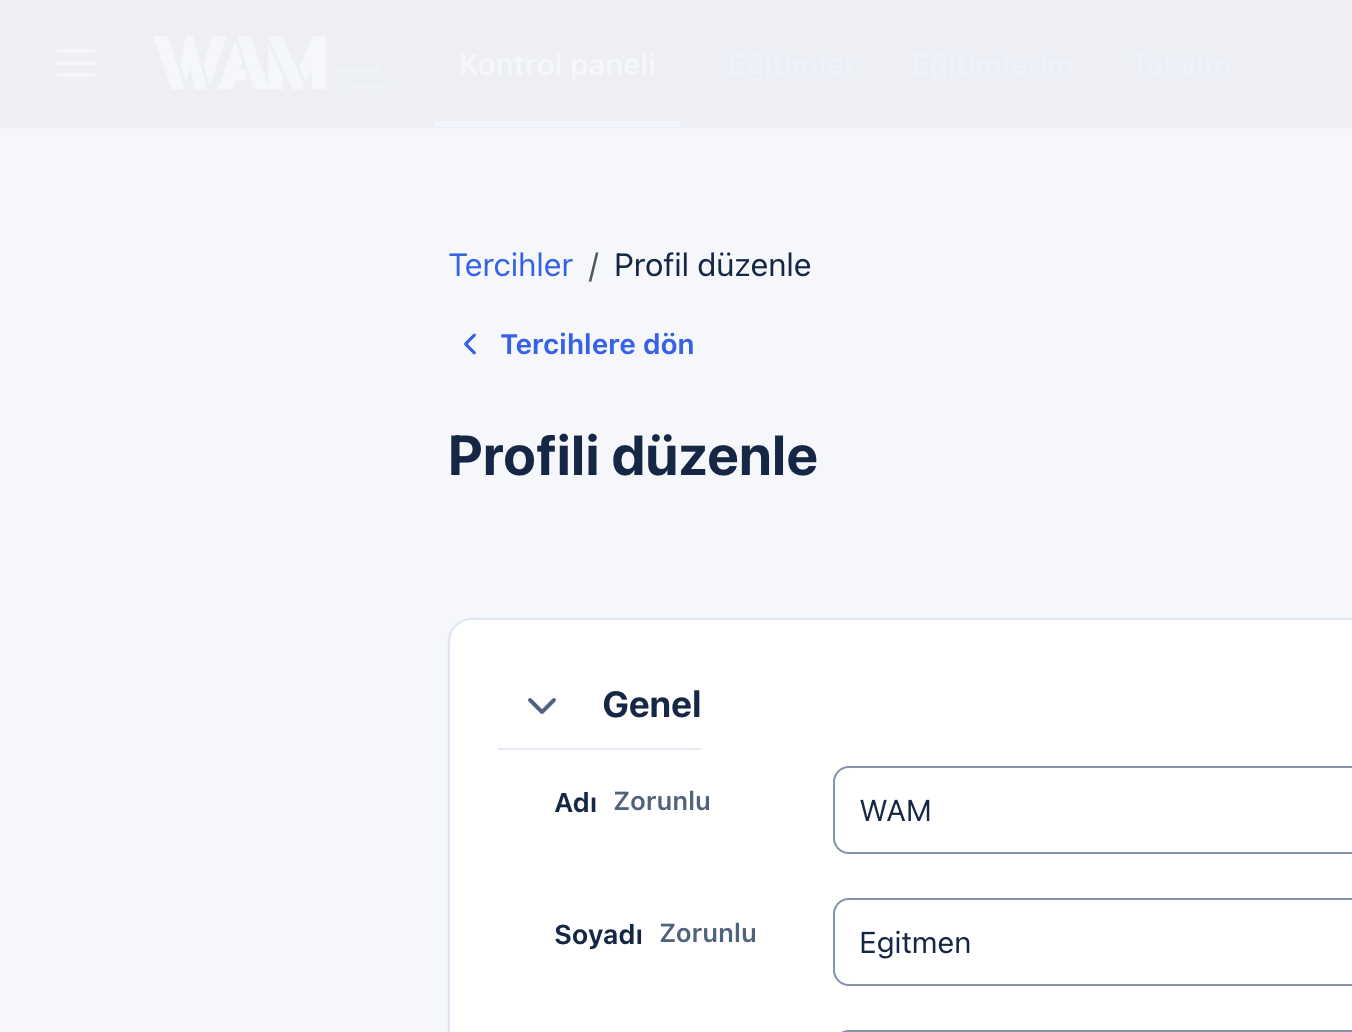 WAM
Kontrol paneli
Eğitimler
Eğitimlerim
Takvim
Tercihler / Profil düzenle
Tercihlere dön
Profili düzenle
Genel
Adı Zorunlu
WAM
Soyadı Zorunlu
Egitmen